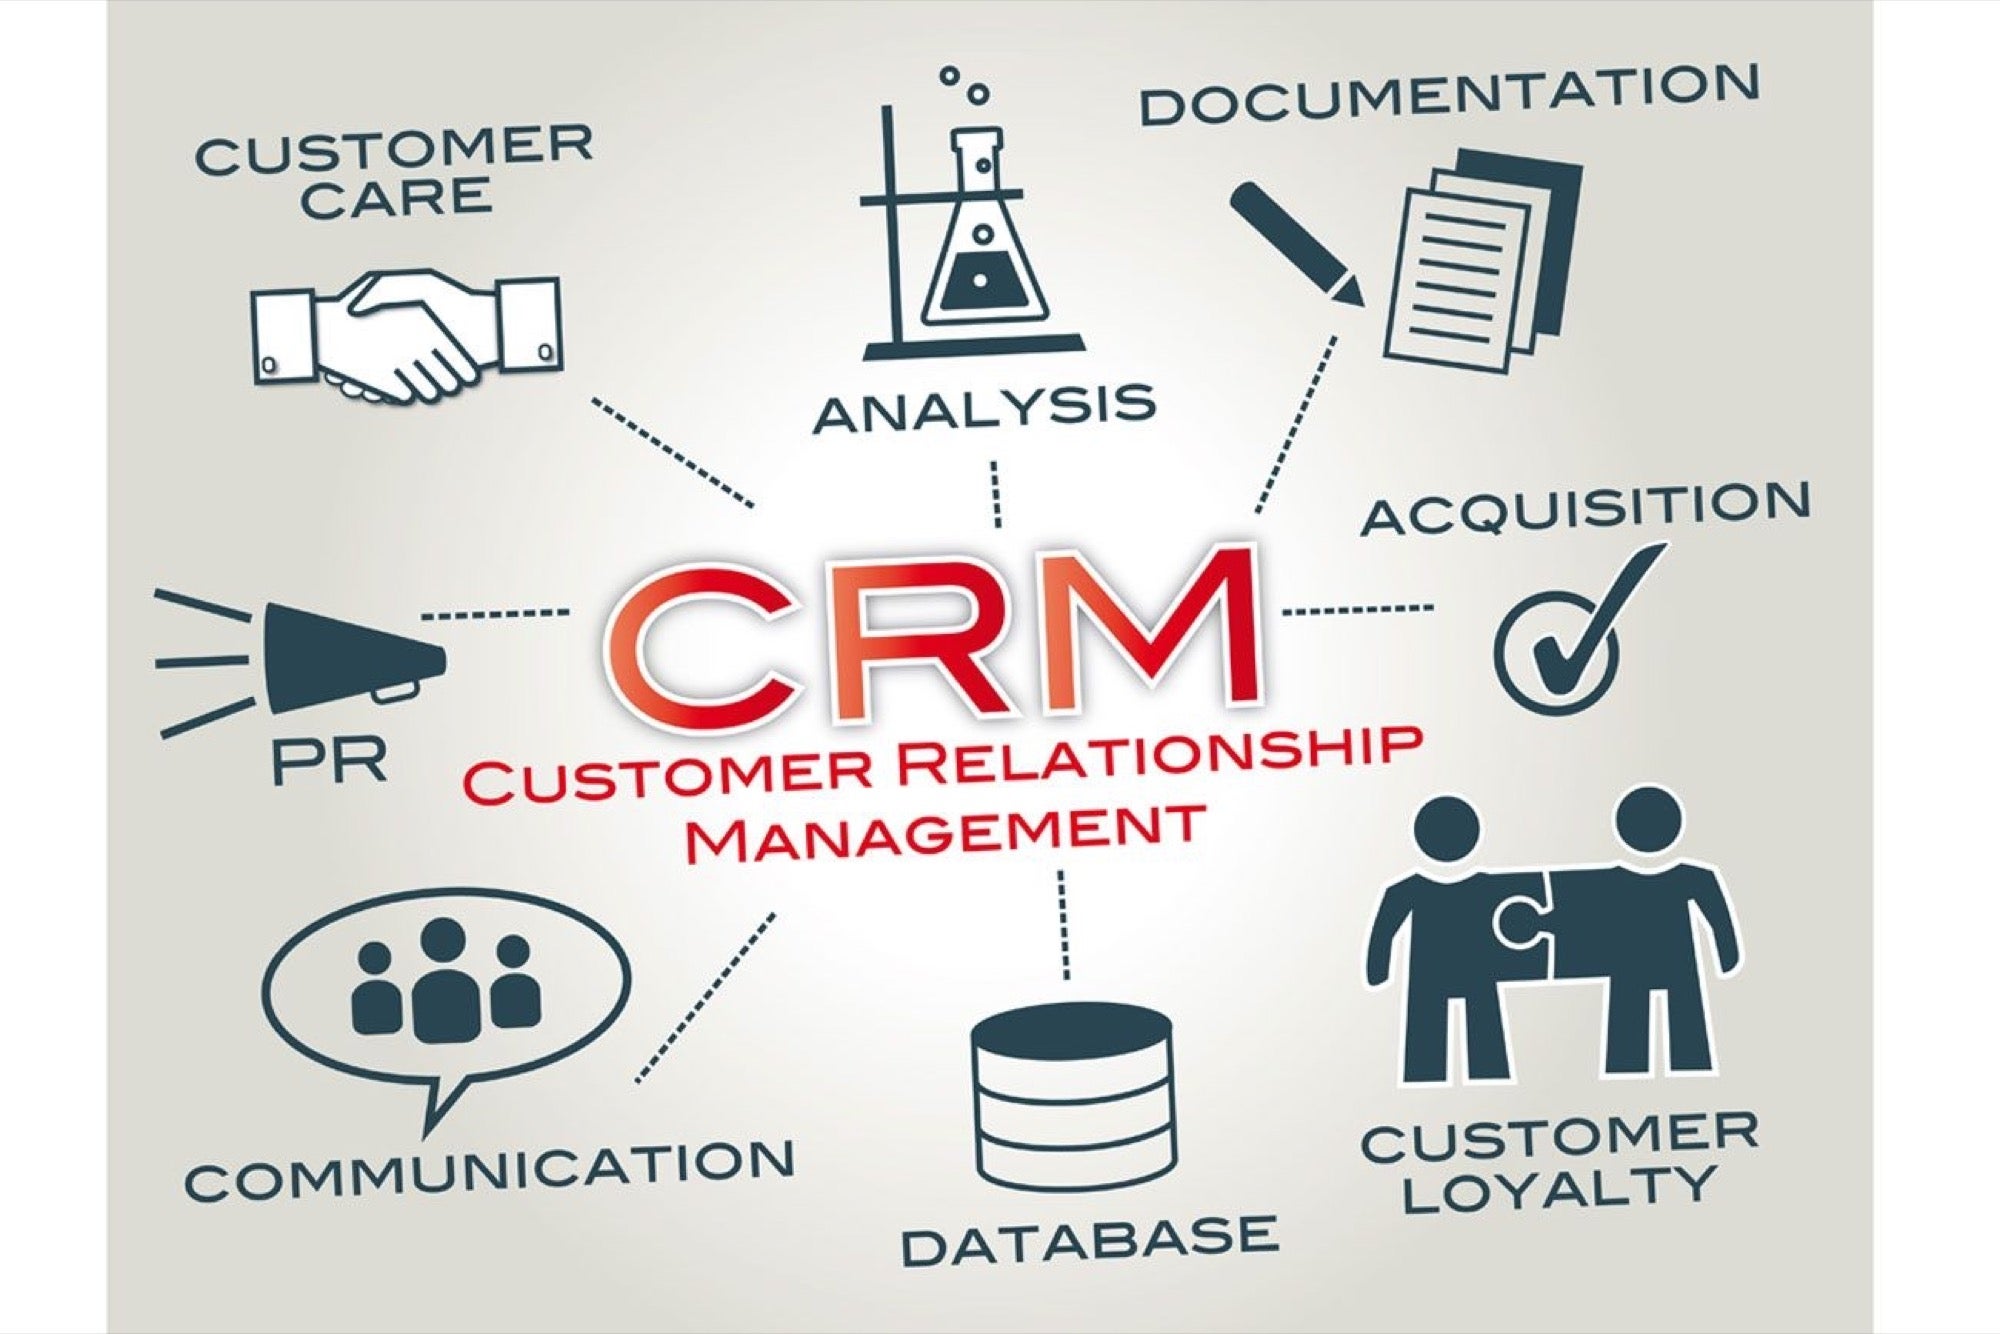 CUSTOMER
CARE
ANALYSIS
DOCUMENTATION
ACQUISITION
PR
CRM
CUSTOMER RELATIONSHIP
MANAGEMENT
COMMUNICATION
DATABASE
CUSTOMER
LOYALTY